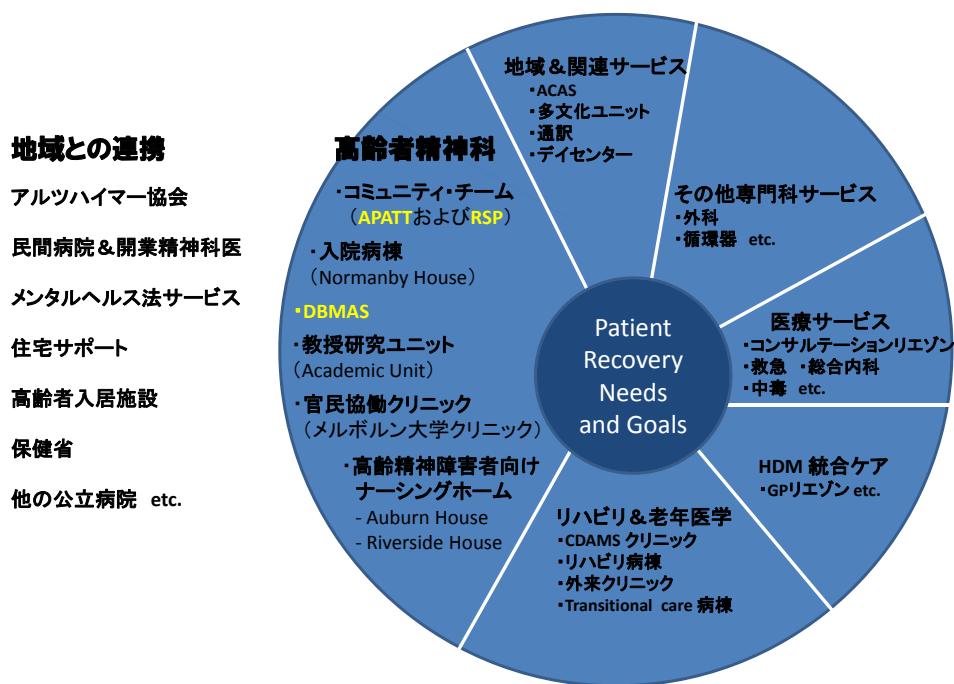 地域との連携
アルツハイマー協会
民間病院&開業精神科医
メンタルヘルス法サービス
住宅サポート
高齢者入居施設
保健省
他の公立病院 etc.
高齢者精神科
・コミュニティ・チーム
（APATTおよびRSP）
・入院病棟
（Normanby House）
・DBMAS
・教授研究ユニット
（Academic Unit）
・官民協働クリニック
（メルボルン大学クリニック）
・高齢精神障害者向け
ナーシングホーム
- Auburn House
- Riverside House
地域&関連サービス
・ACAS
・多文化ユニット
・通訳
・デイセンター
その他専門科サービス
・外科
・循環器 etc.
医療サービス
・コンサルテーションリエゾン
・救急 ・総合内科
・中毒 etc.
HDM 統合ケア
・GPリエゾン etc.
リハビリ&老年医学
・CDAMS クリニック
・リハビリ病棟
・外来クリニック
・Transitional care 病棟
Patient
Recovery
Needs
and Goals